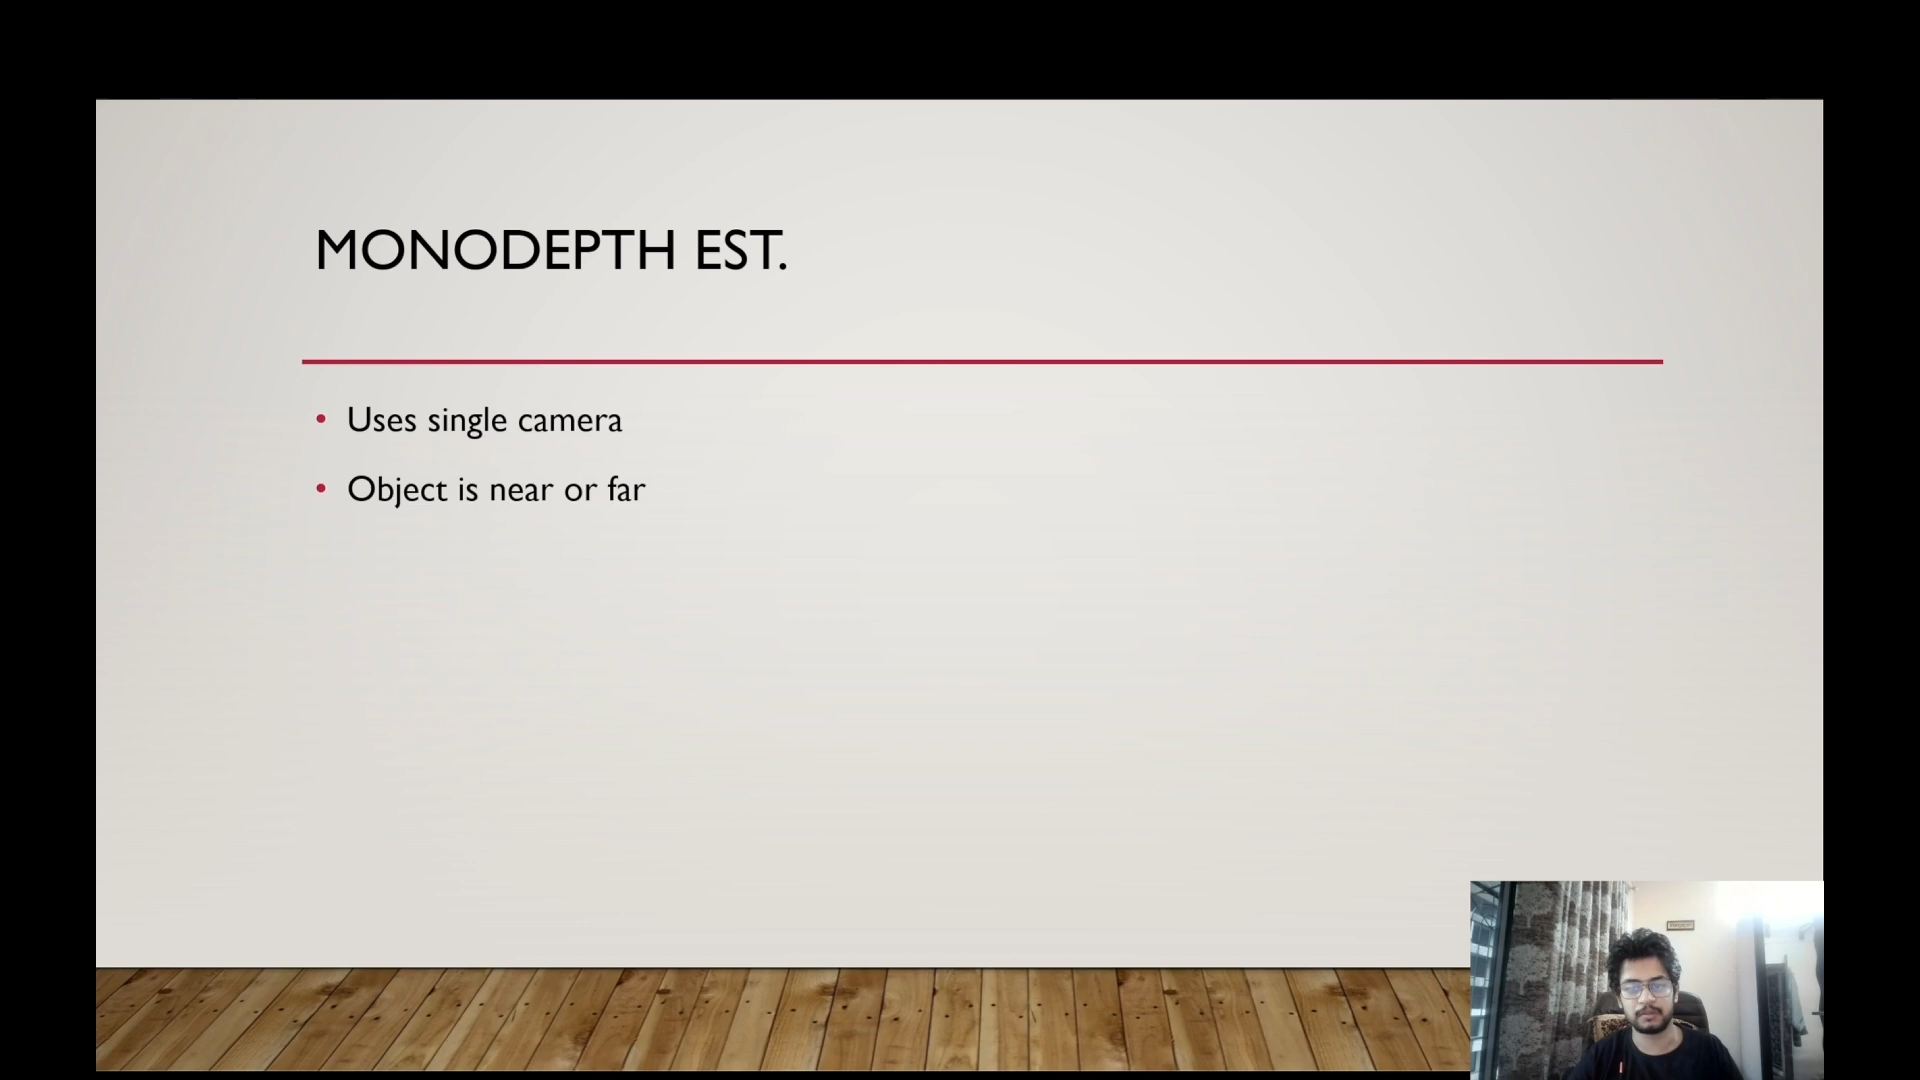 MONODEPTH EST.
• Uses single camera
• Object is near or far